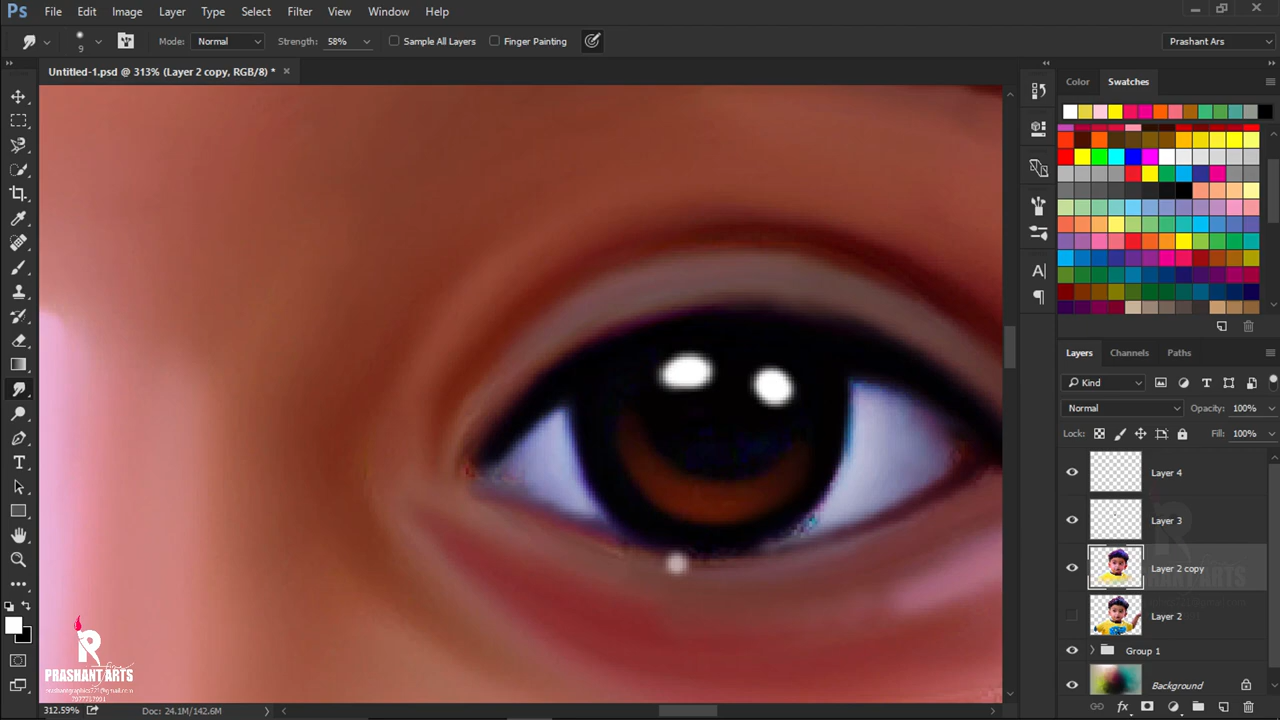 Ps File Edit Image Layer Type Select Filter View Window Help
9 Mode: Normal Strength: 58% Sample All Layers Finger Painting Prashant Ars
Untitled-1.psd @ 313% (Layer 2 copy, RGB/8) * ×
Color Swatches
Layers Channels Paths
Kind
Normal Opacity: 100%
Lock: Fill: 100%
Layer 4
Layer 3
Layer 2 copy
Layer 2
Group 1
Background
R
PRASHANT ARTS
312.59% Doc: 24.1M/142.6M